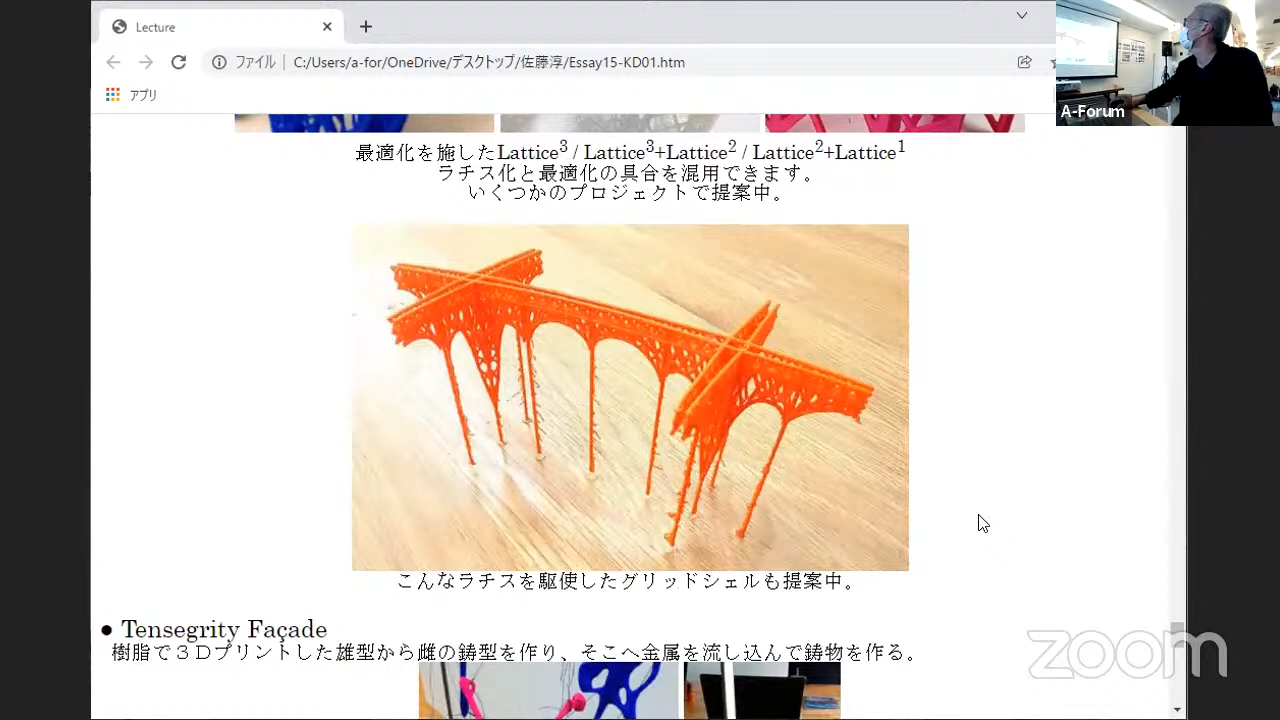 Lecture
ファイル C:/Users/a-for/OneDrive/デスクトップ/佐藤淳/Essay15-KD01.htm
アプリ
A-Forum
最適化を施したLattice³ / Lattice³+Lattice² / Lattice²+Lattice¹
ラチス化と最適化の具合を混用できます。
いくつかのプロジェクトで提案中。
こんなラチスを駆使したグリッドシェルも提案中。
● Tensegrity Façade
樹脂で３Ｄプリントした雄型から雌の鋳型を作り、そこへ金属を流し込んで鋳物を作る。
zoom